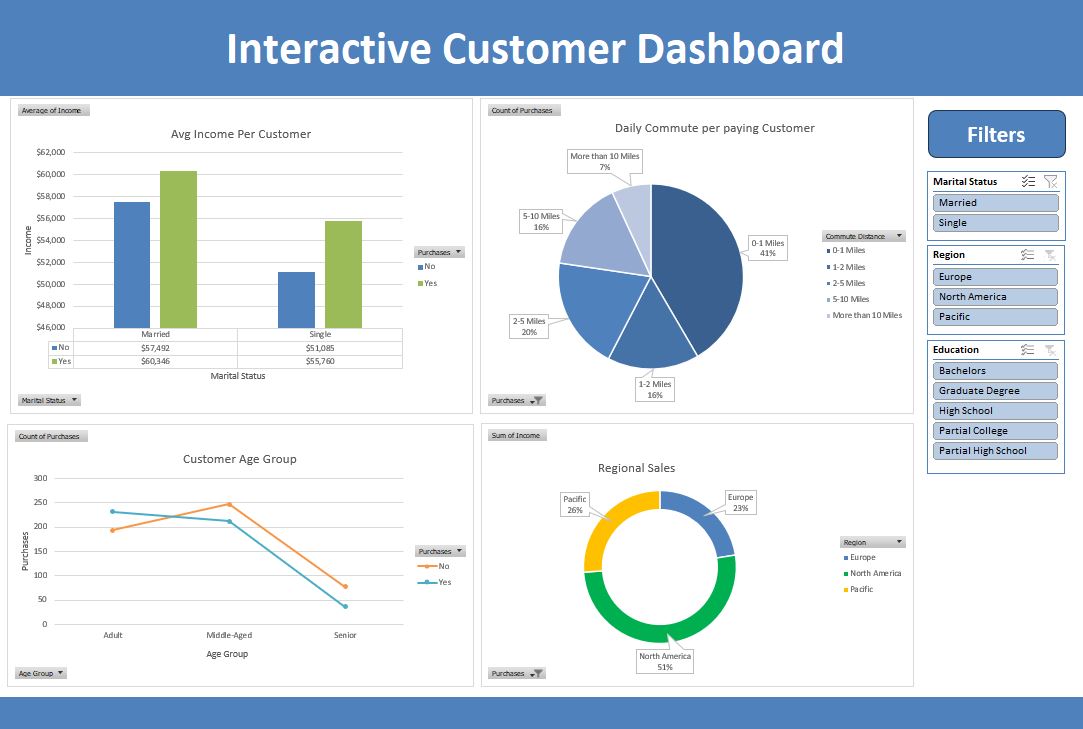 Interactive Customer Dashboard
Average of Income
Avg Income Per Customer
$62,000
$60,000
$58,000
$56,000
$54,000
$52,000
$50,000
$48,000
$46,000
Income
Married
Single
No
$57,492
$51,085
Yes
$60,346
$55,760
Marital Status
Purchases
No
Yes
Marital Status
Count of Purchases
Daily Commute per paying Customer
More than 10 Miles
7%
5-10 Miles
16%
0-1 Miles
41%
2-5 Miles
20%
1-2 Miles
16%
Commute Distance
0-1 Miles
1-2 Miles
2-5 Miles
5-10 Miles
More than 10 Miles
Purchases
Filters
Marital Status
Married
Single
Region
Europe
North America
Pacific
Education
Bachelors
Graduate Degree
High School
Partial College
Partial High School
Count of Purchases
Customer Age Group
300
250
200
150
100
50
0
Purchases
Adult
Middle-Aged
Senior
Age Group
Purchases
No
Yes
Age Group
Sum of Income
Regional Sales
Pacific
26%
Europe
23%
North America
51%
Region
Europe
North America
Pacific
Purchases